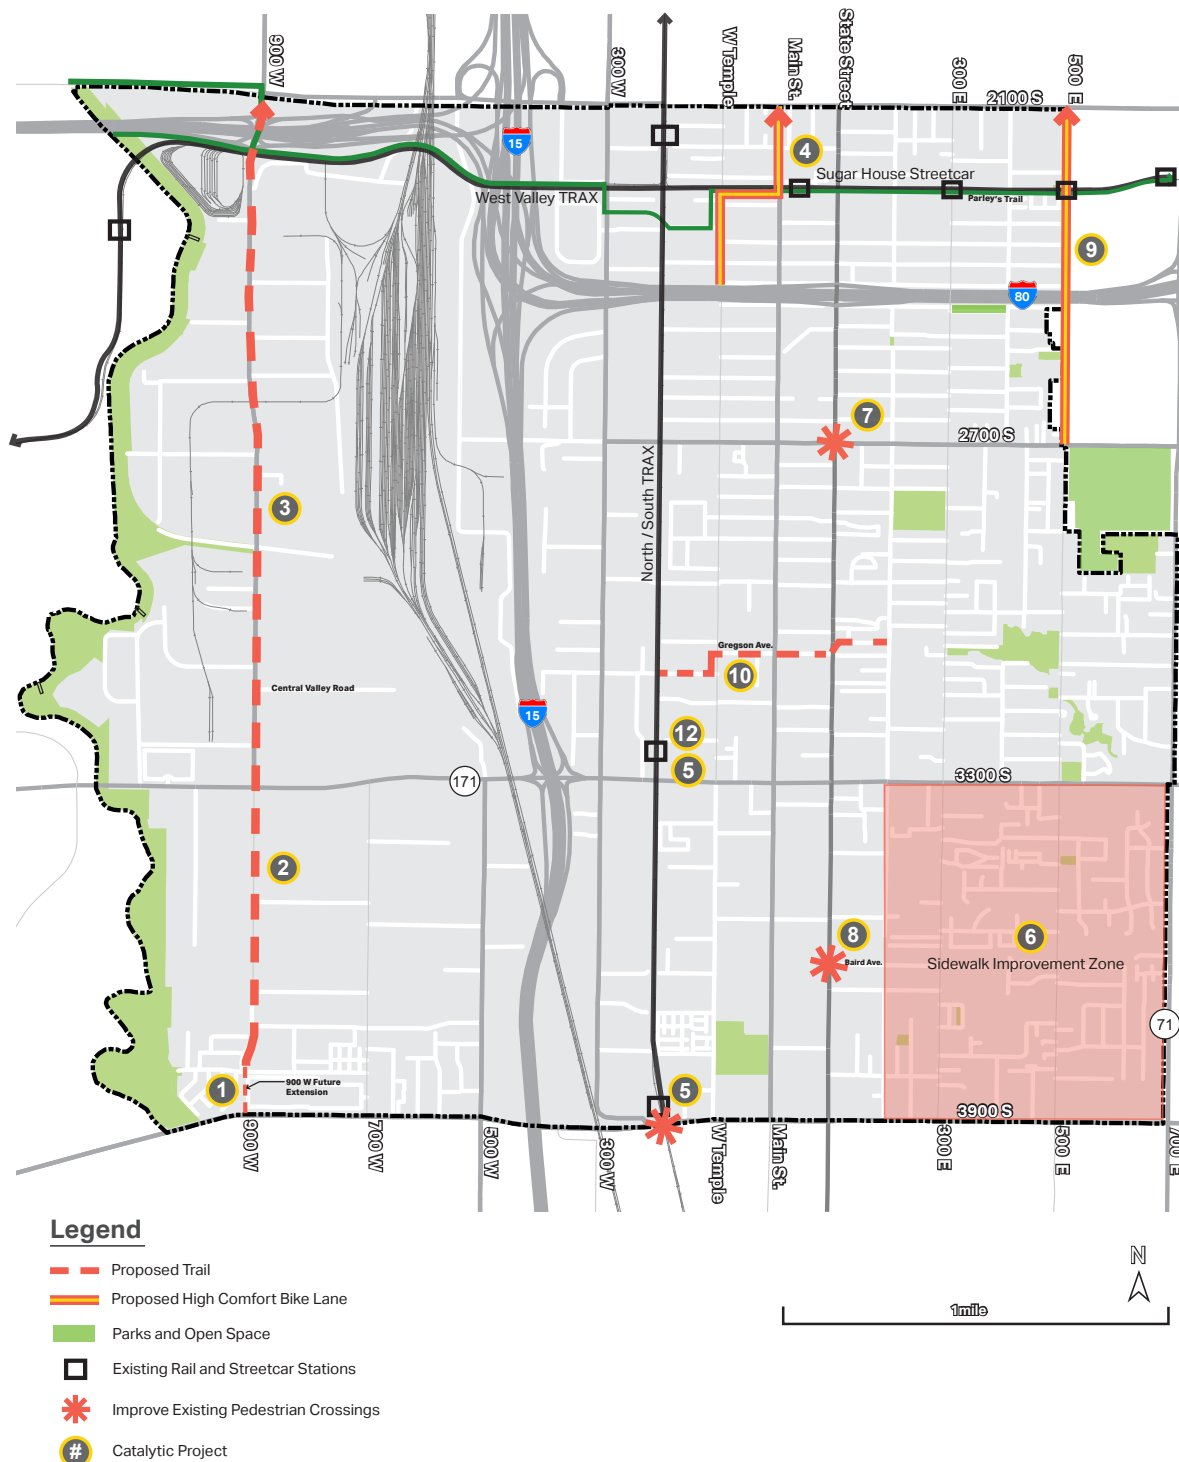 900 W
300 W
W Temple
Main St.
State Street
300 E
500 E
2100 S
15
4
Sugar House Streetcar
West Valley TRAX
Parley's Trail
9
80
7
2700 S
3
North / South TRAX
Gregson Ave.
10
Central Valley Road
15
12
5
171
3300 S
2
8
Baird Ave.
6
Sidewalk Improvement Zone
71
1
900 W Future
Extension
5
3900 S
900 W
700 W
500 W
300 W
W Temple
Main St.
300 E
500 E
700 E
Legend
Proposed Trail
Proposed High Comfort Bike Lane
Parks and Open Space
Existing Rail and Streetcar Stations
Improve Existing Pedestrian Crossings
# Catalytic Project
N
1mile